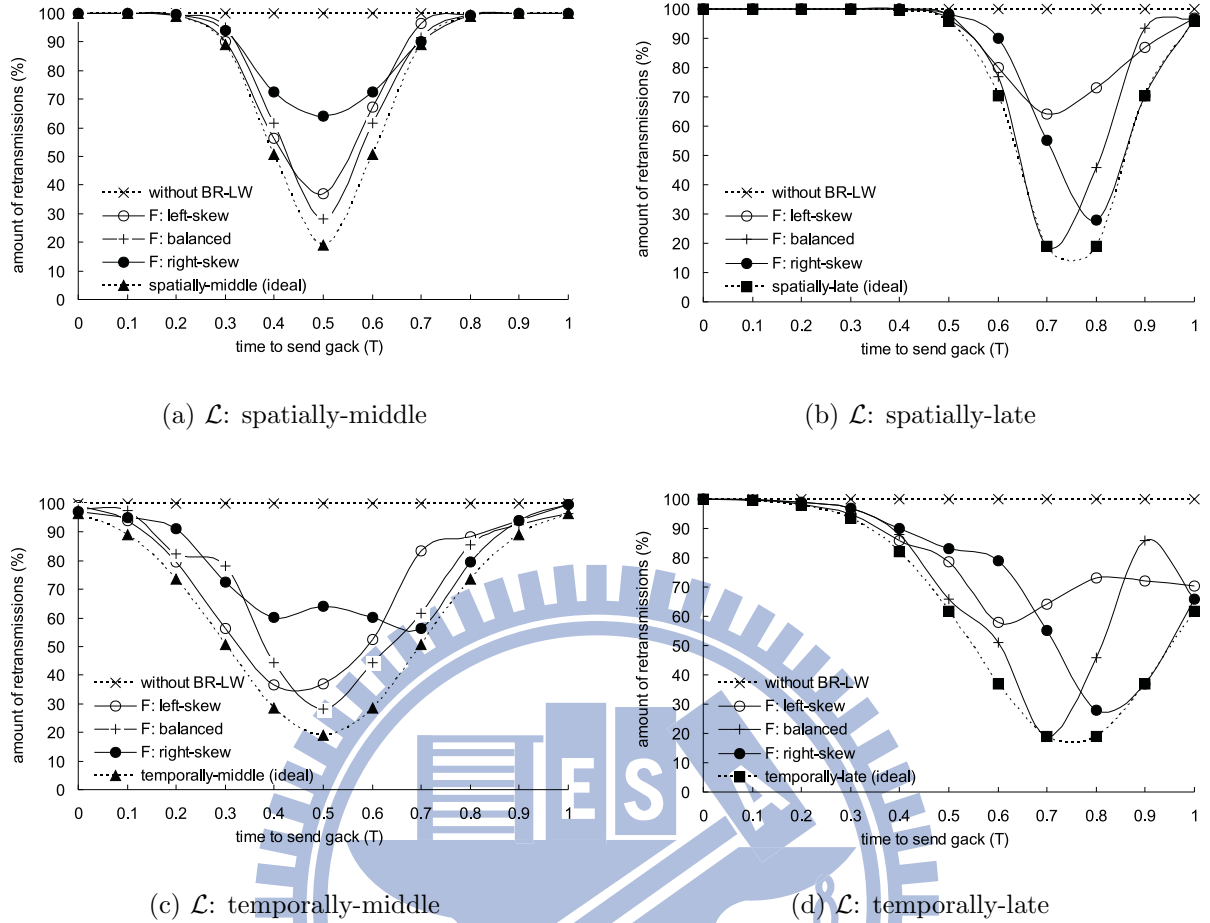 amount of retransmissions (%)
100
90
80
70
60
50
40
30
20
10
0
without BR-LW
F: left-skew
F: balanced
F: right-skew
spatially-middle (ideal)
0 0.1 0.2 0.3 0.4 0.5 0.6 0.7 0.8 0.9 1
time to send gack (T)
(a) ℒ: spatially-middle
amount of retransmissions (%)
100
90
80
70
60
50
40
30
20
10
0
without BR-LW
F: left-skew
F: balanced
F: right-skew
spatially-late (ideal)
0 0.1 0.2 0.3 0.4 0.5 0.6 0.7 0.8 0.9 1
time to send gack (T)
(b) ℒ: spatially-late
amount of retransmissions (%)
100
90
80
70
60
50
40
30
20
10
0
without BR-LW
F: left-skew
F: balanced
F: right-skew
temporally-middle (ideal)
0 0.1 0.2 0.3 0.4 0.5 0.6 0.7 0.8 0.9 1
time to send gack (T)
(c) ℒ: temporally-middle
amount of retransmissions (%)
100
90
80
70
60
50
40
30
20
10
0
without BR-LW
F: left-skew
F: balanced
F: right-skew
temporally-late (ideal)
0 0.1 0.2 0.3 0.4 0.5 0.6 0.7 0.8 0.9 1
time to send gack (T)
(d) ℒ: temporally-late
E S A
8